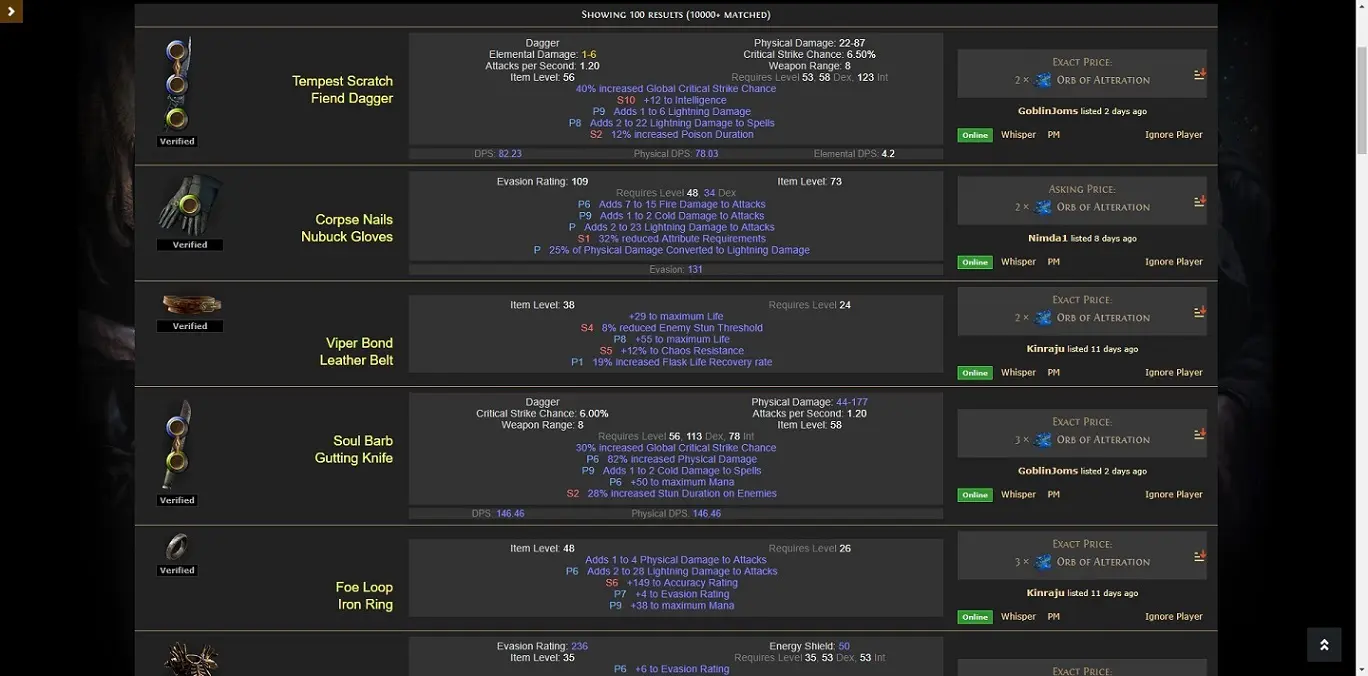 Showing 100 results (10000+ matched)
Tempest Scratch
Fiend Dagger
Verified
Dagger
Physical Damage: 22-87
Elemental Damage: 1-6
Critical Strike Chance: 6.50%
Attacks per Second: 1.20
Weapon Range: 8
Item Level: 56
Requires Level 53, 58 Dex, 123 Int
40% increased Global Critical Strike Chance
S10 +12 to Intelligence
P9 Adds 1 to 6 Lightning Damage
P8 Adds 2 to 22 Lightning Damage to Spells
S2 12% increased Poison Duration
DPS: 82.23
Physical DPS: 78.03
Elemental DPS: 4.2
Exact Price:
2 × Orb of Alteration
GoblinJoms listed 2 days ago
Online Whisper PM Ignore Player
Corpse Nails
Nubuck Gloves
Verified
Evasion Rating: 109
Item Level: 73
Requires Level 48, 34 Dex
P6 Adds 7 to 15 Fire Damage to Attacks
P9 Adds 1 to 2 Cold Damage to Attacks
P Adds 2 to 23 Lightning Damage to Attacks
S1 32% reduced Attribute Requirements
P 25% of Physical Damage Converted to Lightning Damage
Evasion: 131
Asking Price:
2 × Orb of Alteration
Nimda1 listed 8 days ago
Online Whisper PM Ignore Player
Viper Bond
Leather Belt
Verified
Item Level: 38
Requires Level 24
+29 to maximum Life
S4 8% reduced Enemy Stun Threshold
P8 +55 to maximum Life
S5 +12% to Chaos Resistance
P1 19% increased Flask Life Recovery rate
Exact Price:
2 × Orb of Alteration
Kinraju listed 11 days ago
Online Whisper PM Ignore Player
Soul Barb
Gutting Knife
Verified
Dagger
Physical Damage: 44-177
Critical Strike Chance: 6.00%
Attacks per Second: 1.20
Weapon Range: 8
Item Level: 58
Requires Level 56, 113 Dex, 78 Int
30% increased Global Critical Strike Chance
P6 82% increased Physical Damage
P9 Adds 1 to 2 Cold Damage to Spells
P6 +50 to maximum Mana
S2 28% increased Stun Duration on Enemies
DPS: 146.46
Physical DPS: 146.46
Exact Price:
3 × Orb of Alteration
GoblinJoms listed 2 days ago
Online Whisper PM Ignore Player
Foe Loop
Iron Ring
Verified
Item Level: 48
Requires Level 26
Adds 1 to 4 Physical Damage to Attacks
P6 Adds 2 to 28 Lightning Damage to Attacks
S6 +149 to Accuracy Rating
P7 +4 to Evasion Rating
P9 +38 to maximum Mana
Exact Price:
3 × Orb of Alteration
Kinraju listed 11 days ago
Online Whisper PM Ignore Player
Evasion Rating: 236
Energy Shield: 50
Item Level: 35
Requires Level 35, 53 Dex, 53 Int
P6 +6 to Evasion Rating
Exact Price: